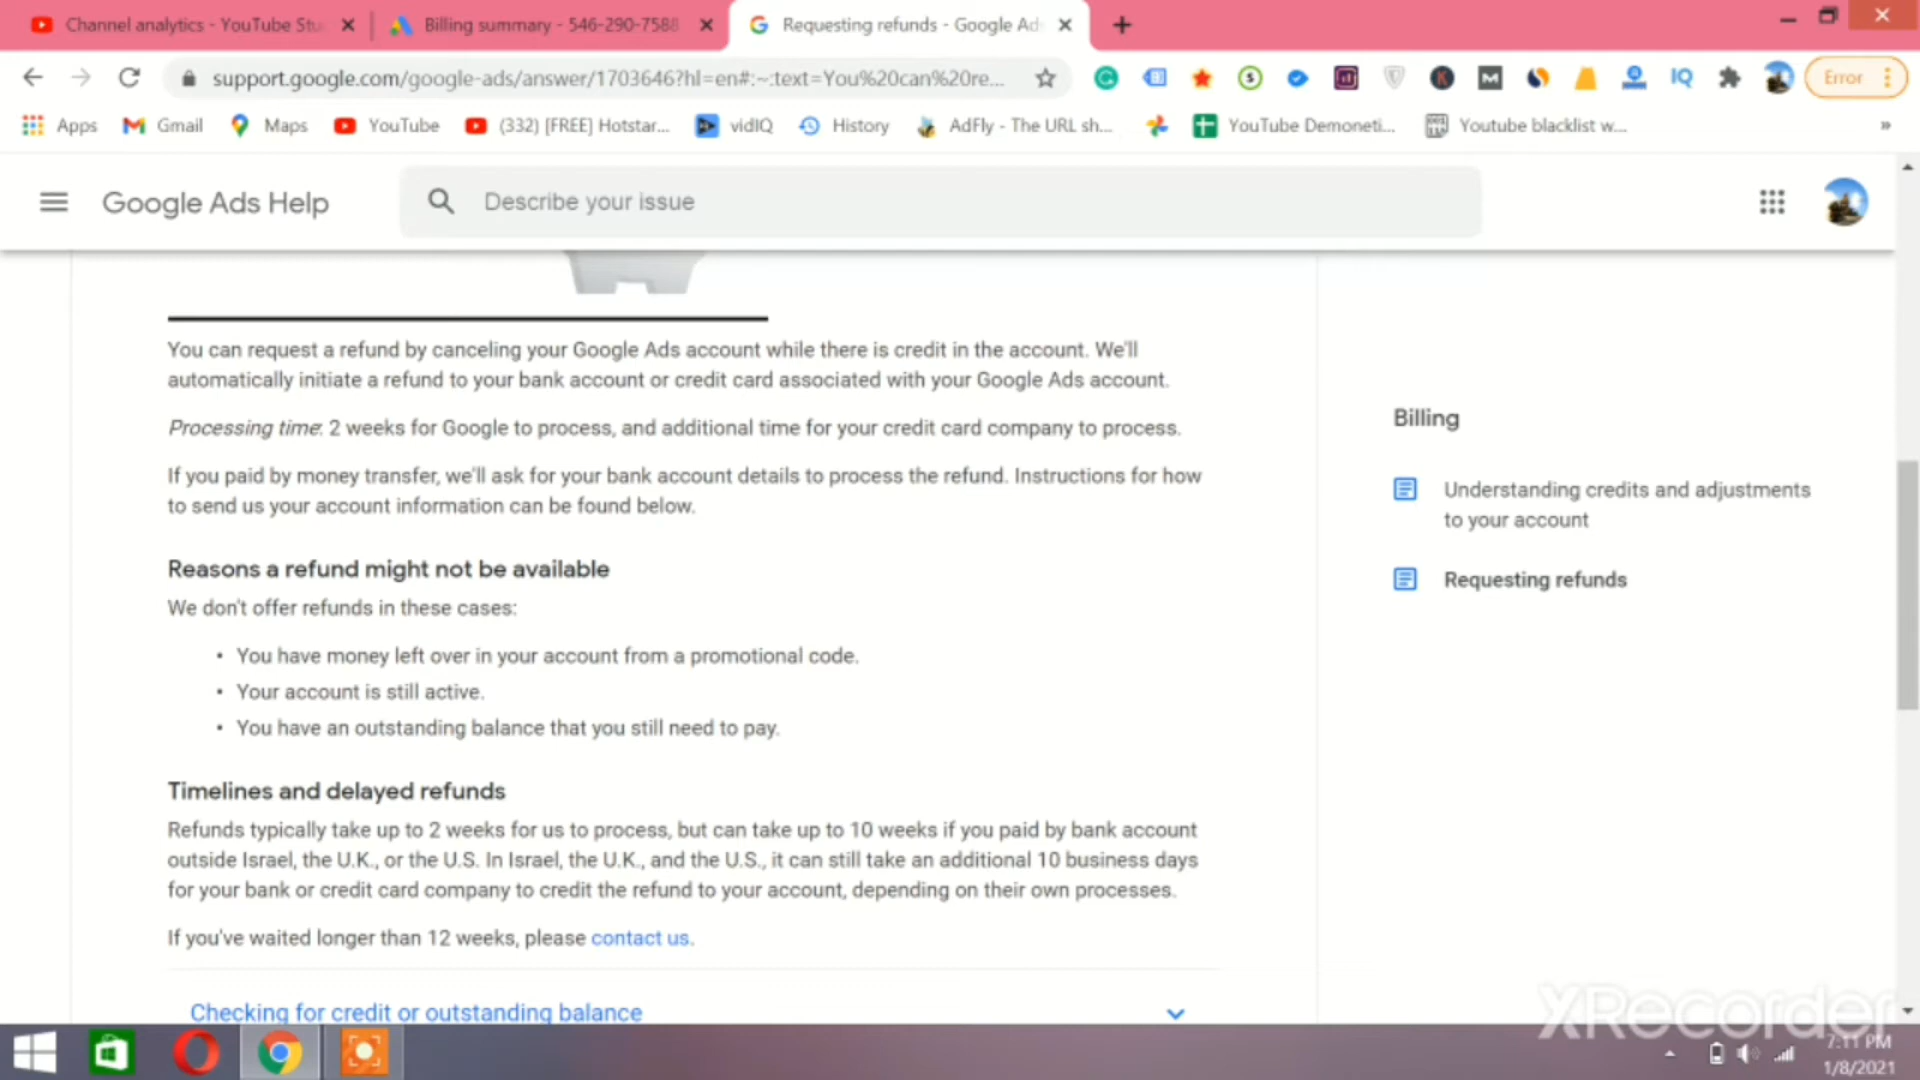 Channel analytics - YouTube Stu
Billing summary - 546-290-7588
Requesting refunds - Google Ad
support.google.com/google-ads/answer/1703646?hl=en#:~:text=You%20can%20re...
Error
Apps
Gmail
Maps
YouTube
(332) [FREE] Hotstar...
vidIQ
History
AdFly - The URL sh...
YouTube Demoneti...
Youtube blacklist w...
»
Google Ads Help
Describe your issue
You can request a refund by canceling your Google Ads account while there is credit in the account. We'll
automatically initiate a refund to your bank account or credit card associated with your Google Ads account.
Processing time: 2 weeks for Google to process, and additional time for your credit card company to process.
If you paid by money transfer, we'll ask for your bank account details to process the refund. Instructions for how
to send us your account information can be found below.
Reasons a refund might not be available
We don't offer refunds in these cases:
• You have money left over in your account from a promotional code.
• Your account is still active.
• You have an outstanding balance that you still need to pay.
Timelines and delayed refunds
Refunds typically take up to 2 weeks for us to process, but can take up to 10 weeks if you paid by bank account
outside Israel, the U.K., or the U.S. In Israel, the U.K., and the U.S., it can still take an additional 10 business days
for your bank or credit card company to credit the refund to your account, depending on their own processes.
If you've waited longer than 12 weeks, please contact us.
Checking for credit or outstanding balance
Billing
Understanding credits and adjustments
to your account
Requesting refunds
XRecorder
7:11 PM
1/8/2021